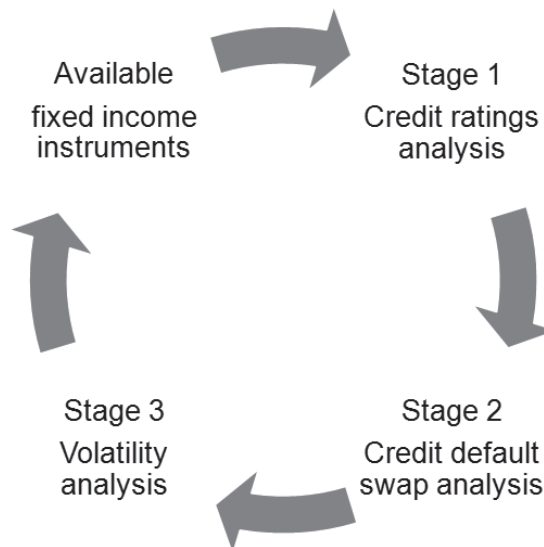 Available
fixed income
instruments
Stage 1
Credit ratings
analysis
Stage 3
Volatility
analysis
Stage 2
Credit default
swap analysis